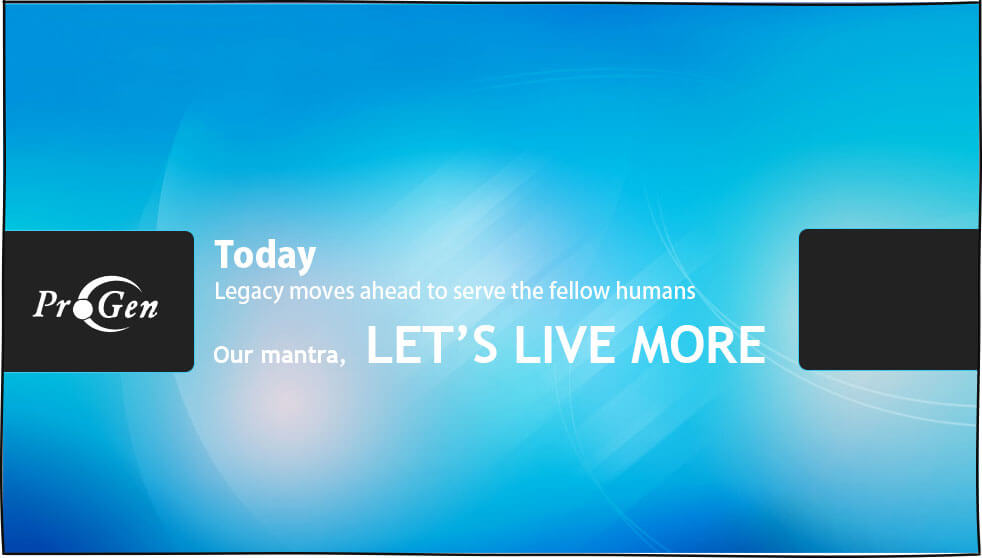 Today
Legacy moves ahead to serve the fellow humans
ProGen
Our mantra, LET'S LIVE MORE